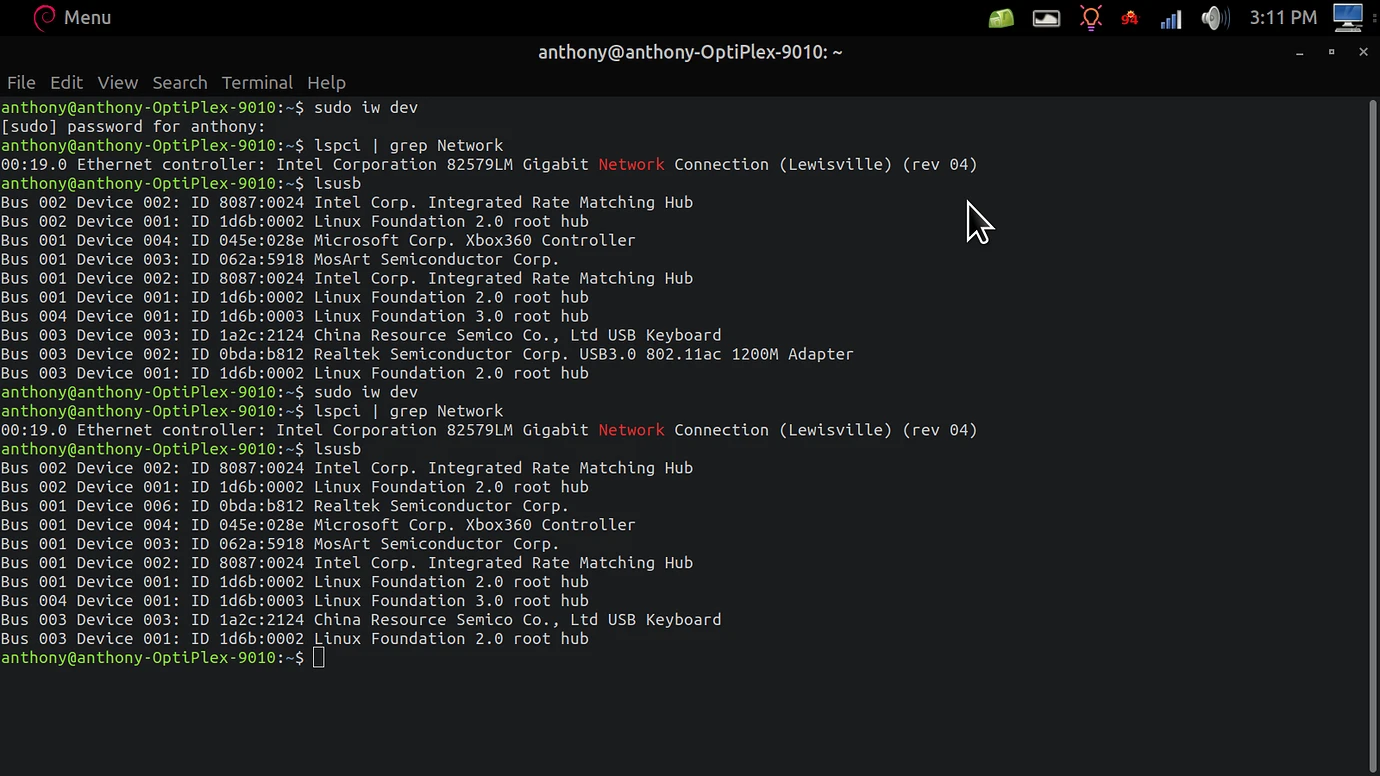 Menu
94
3:11 PM
anthony@anthony-OptiPlex-9010: ~
File Edit View Search Terminal Help
anthony@anthony-OptiPlex-9010:~$ sudo iw dev
[sudo] password for anthony:
anthony@anthony-OptiPlex-9010:~$ lspci | grep Network
00:19.0 Ethernet controller: Intel Corporation 82579LM Gigabit Network Connection (Lewisville) (rev 04)
anthony@anthony-OptiPlex-9010:~$ lsusb
Bus 002 Device 002: ID 8087:0024 Intel Corp. Integrated Rate Matching Hub
Bus 002 Device 001: ID 1d6b:0002 Linux Foundation 2.0 root hub
Bus 001 Device 004: ID 045e:028e Microsoft Corp. Xbox360 Controller
Bus 001 Device 003: ID 062a:5918 MosArt Semiconductor Corp.
Bus 001 Device 002: ID 8087:0024 Intel Corp. Integrated Rate Matching Hub
Bus 001 Device 001: ID 1d6b:0002 Linux Foundation 2.0 root hub
Bus 004 Device 001: ID 1d6b:0003 Linux Foundation 3.0 root hub
Bus 003 Device 003: ID 1a2c:2124 China Resource Semico Co., Ltd USB Keyboard
Bus 003 Device 002: ID 0bda:b812 Realtek Semiconductor Corp. USB3.0 802.11ac 1200M Adapter
Bus 003 Device 001: ID 1d6b:0002 Linux Foundation 2.0 root hub
anthony@anthony-OptiPlex-9010:~$ sudo iw dev
anthony@anthony-OptiPlex-9010:~$ lspci | grep Network
00:19.0 Ethernet controller: Intel Corporation 82579LM Gigabit Network Connection (Lewisville) (rev 04)
anthony@anthony-OptiPlex-9010:~$ lsusb
Bus 002 Device 002: ID 8087:0024 Intel Corp. Integrated Rate Matching Hub
Bus 002 Device 001: ID 1d6b:0002 Linux Foundation 2.0 root hub
Bus 001 Device 006: ID 0bda:b812 Realtek Semiconductor Corp.
Bus 001 Device 004: ID 045e:028e Microsoft Corp. Xbox360 Controller
Bus 001 Device 003: ID 062a:5918 MosArt Semiconductor Corp.
Bus 001 Device 002: ID 8087:0024 Intel Corp. Integrated Rate Matching Hub
Bus 001 Device 001: ID 1d6b:0002 Linux Foundation 2.0 root hub
Bus 004 Device 001: ID 1d6b:0003 Linux Foundation 3.0 root hub
Bus 003 Device 003: ID 1a2c:2124 China Resource Semico Co., Ltd USB Keyboard
Bus 003 Device 001: ID 1d6b:0002 Linux Foundation 2.0 root hub
anthony@anthony-OptiPlex-9010:~$